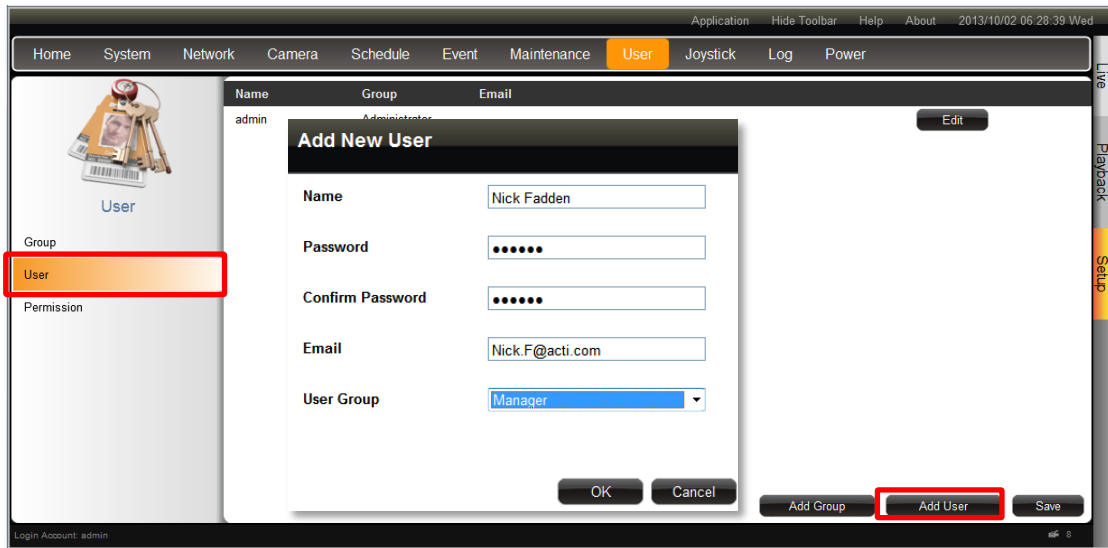 Application Hide Toolbar Help About 2013/10/02 06:28:39 Wed
Home System Network Camera Schedule Event Maintenance User Joystick Log Power
Live
Playback
Setup
User
Group
User
Permission
Name Group Email
admin Administrator Edit
Add New User
Name Nick Fadden
Password ●●●●●●
Confirm Password ●●●●●●
Email Nick.F@acti.com
User Group Manager
OK Cancel
Add Group Add User Save
Login Account: admin 8